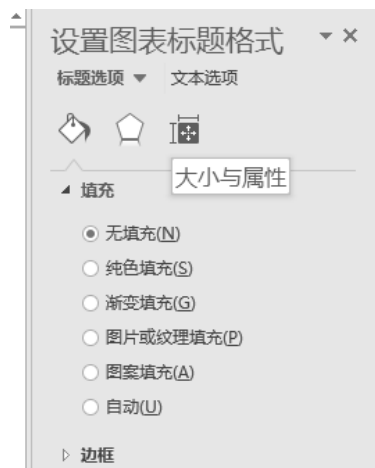 设置图表标题格式
标题选项 文本选项
大小与属性
填充
无填充(N)
纯色填充(S)
渐变填充(G)
图片或纹理填充(P)
图案填充(A)
自动(U)
边框